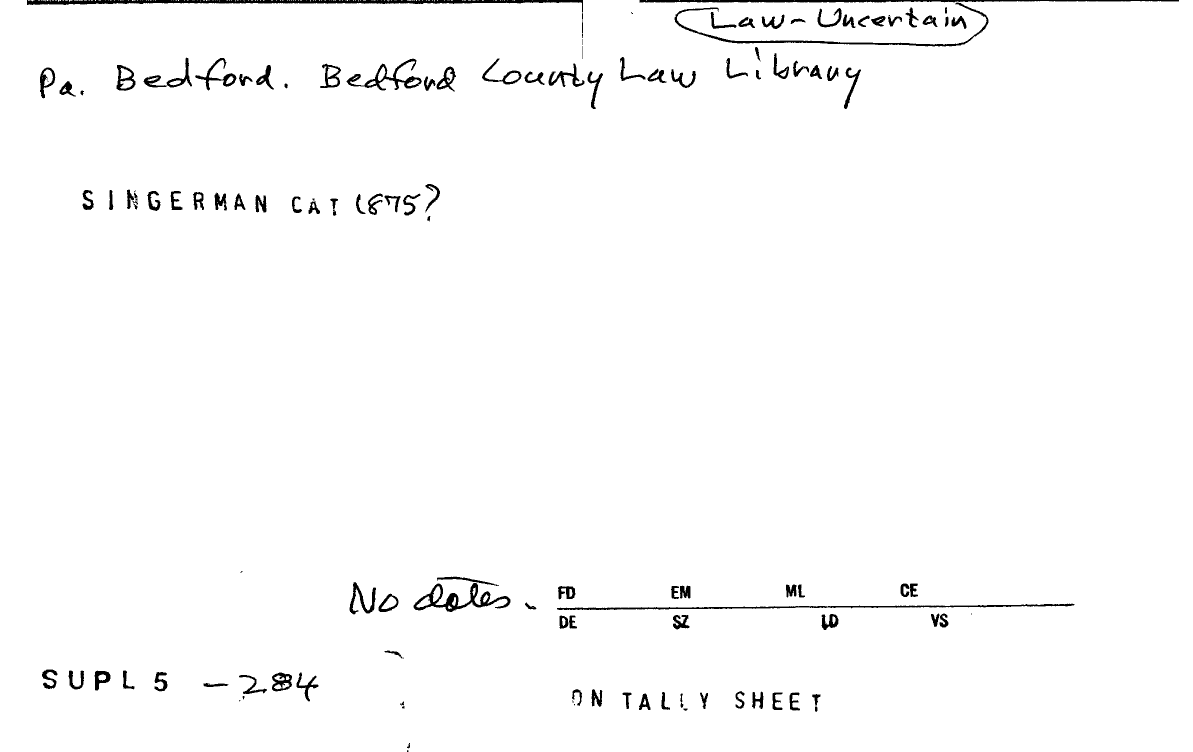 Law-Uncertain
Pa. Bedford. Bedford County Law Library
SINGERMAN CAT 1875?
No dates. FD EM ML CE
DE SZ LD VS
SUPL 5 -284
ON TALLY SHEET